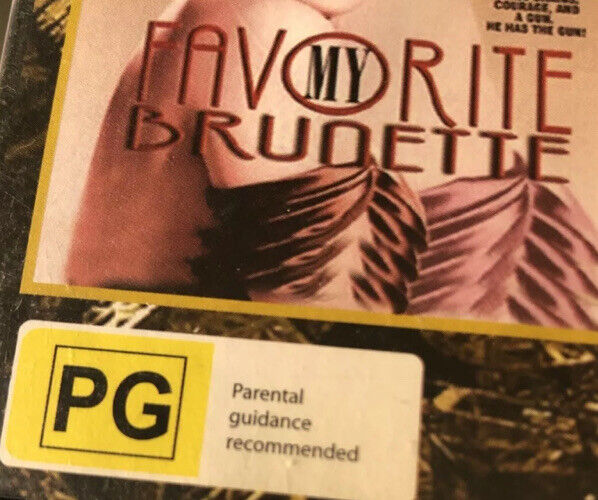 COURAGE, AND
A GUN.
HE HAS THE GUN!
MY
FAVORITE
BRUNETTE
PG
Parental
guidance
recommended